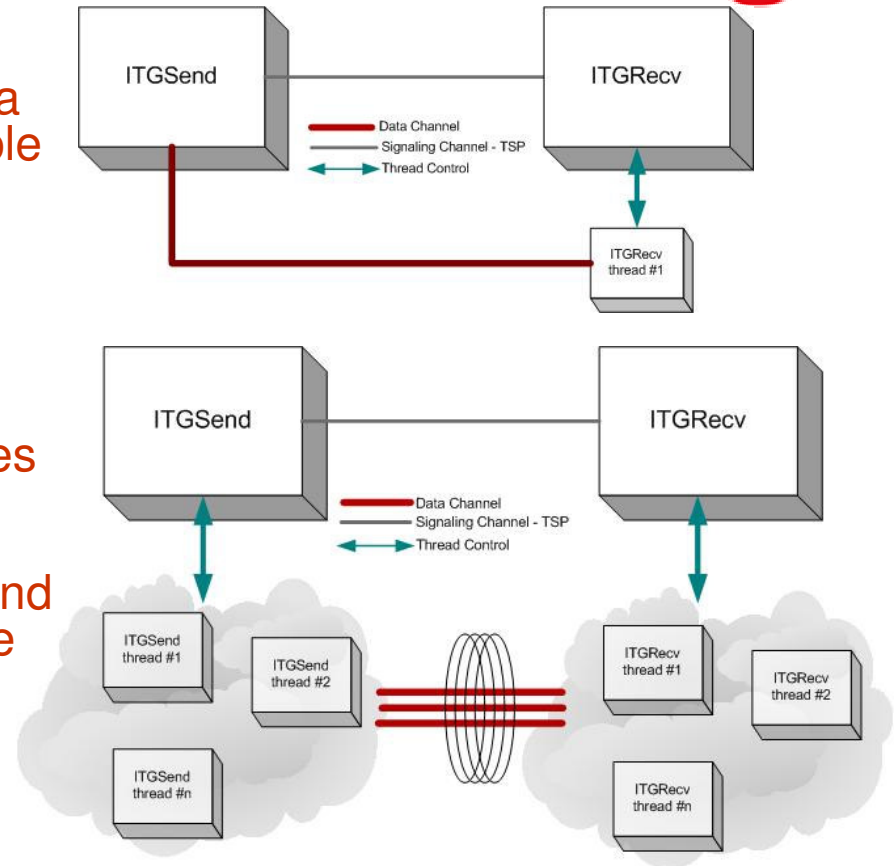 ITGSend
ITGRecv
a
ple
Data Channel
Signaling Channel - TSP
Thread Control
ITGRecv
thread #1
ITGSend
ITGRecv
es
Data Channel
Signaling Channel - TSP
Thread Control
nd
e
ITGSend
thread #1
ITGSend
thread #2
ITGSend
thread #n
ITGRecv
thread #1
ITGRecv
thread #2
ITGRecv
thread #n